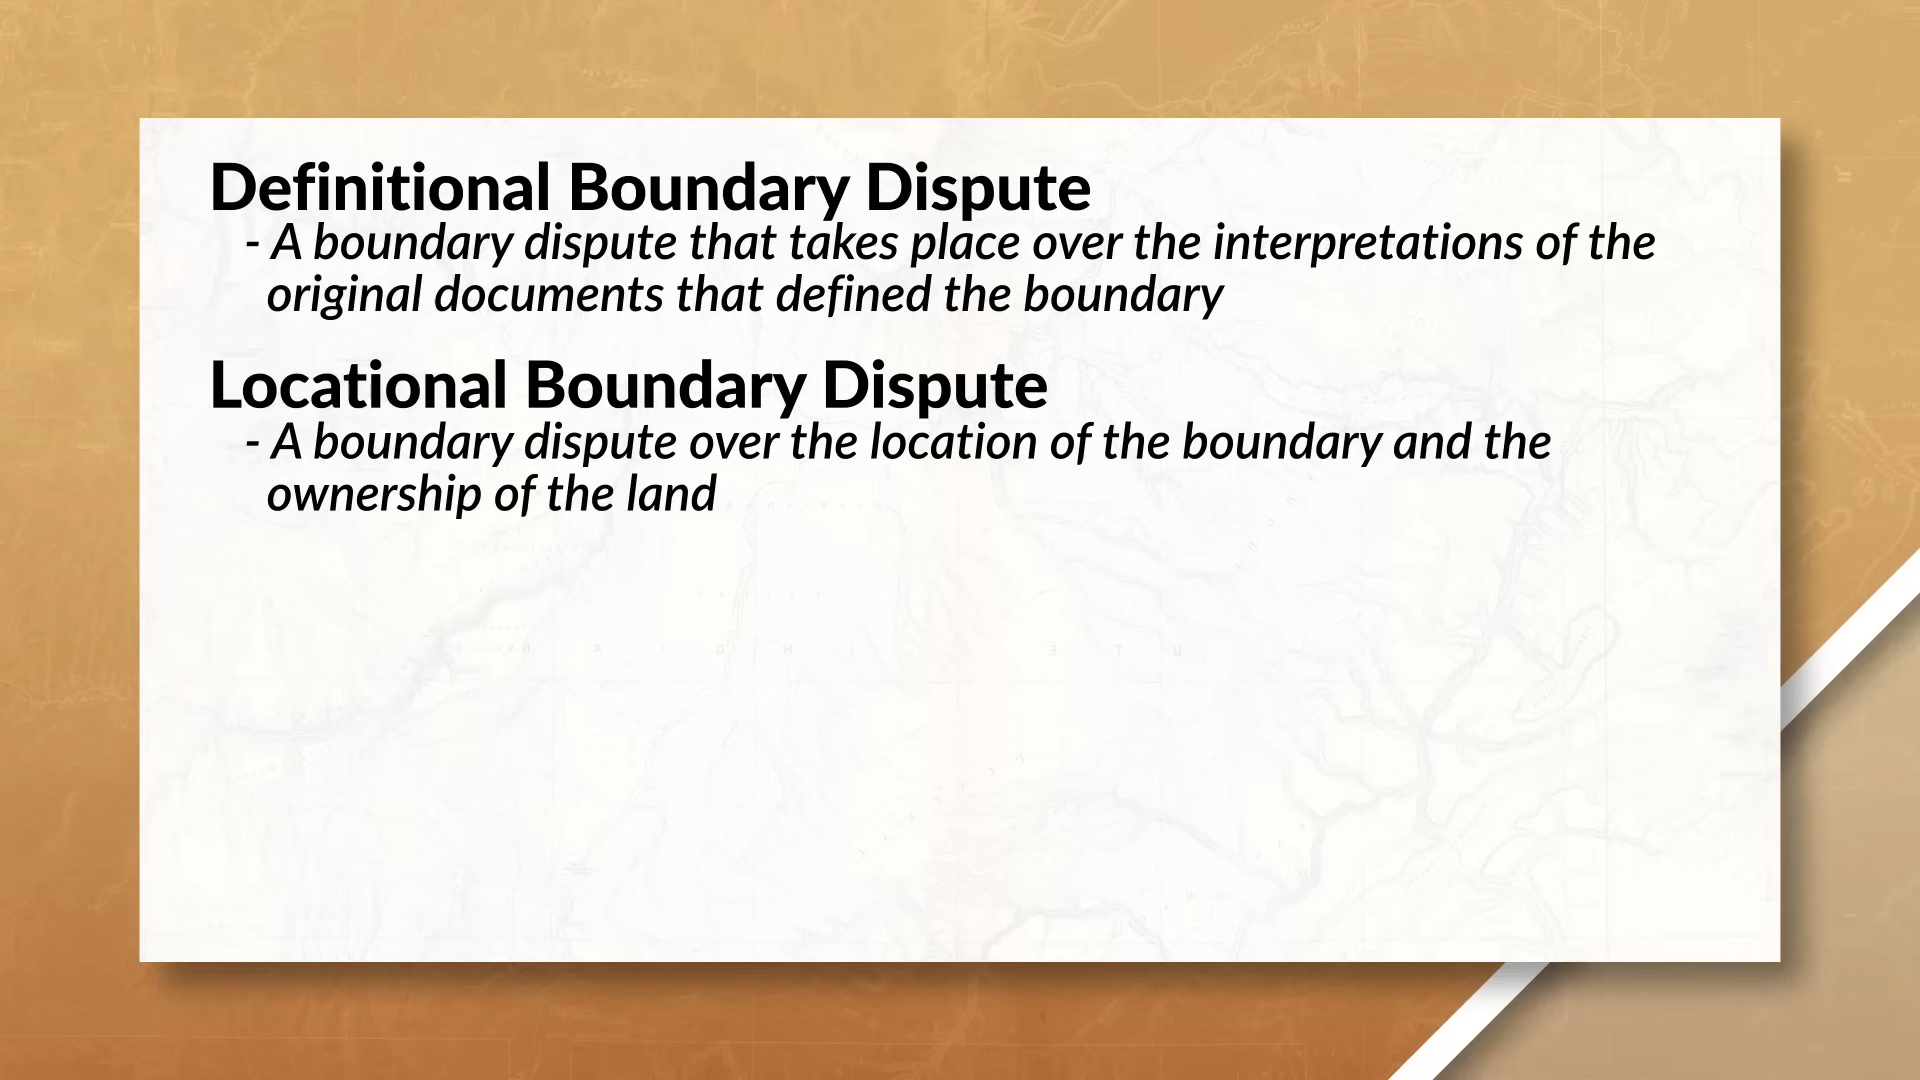 Definitional Boundary Dispute
- A boundary dispute that takes place over the interpretations of the
original documents that defined the boundary
Locational Boundary Dispute
- A boundary dispute over the location of the boundary and the
ownership of the land